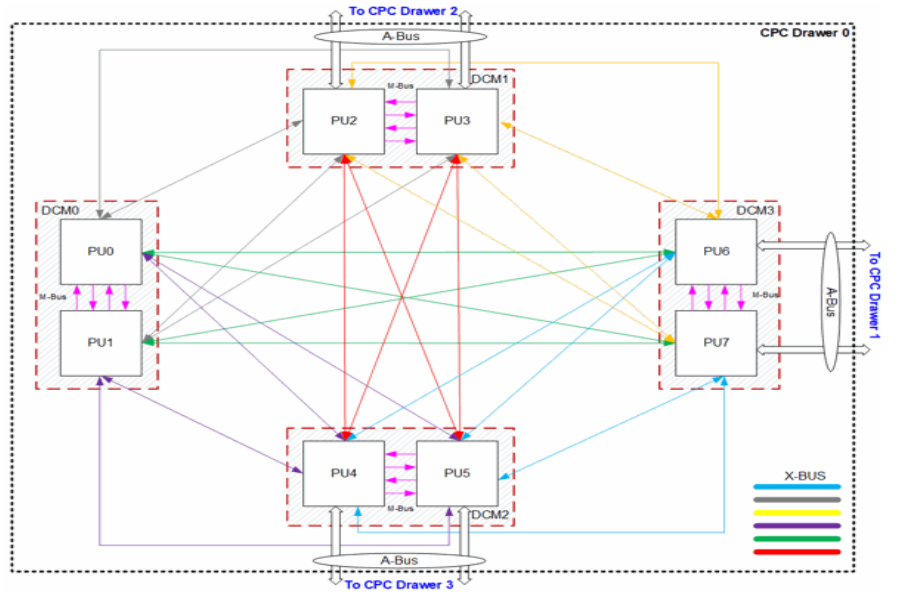 To CPC Drawer 2
A-Bus
CPC Drawer 0
DCM1
M-Bus
PU2
PU3
DCM0
DCM3
PU0
PU6
M-Bus
M-Bus
A-Bus
To CPC Drawer 1
PU1
PU7
PU4
PU5
X-BUS
M-Bus
DCM2
A-Bus
To CPC Drawer 3